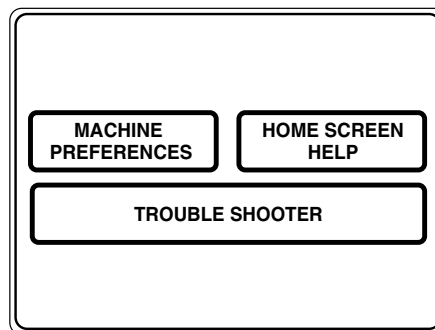 MACHINE
PREFERENCES
HOME SCREEN
HELP
TROUBLE SHOOTER